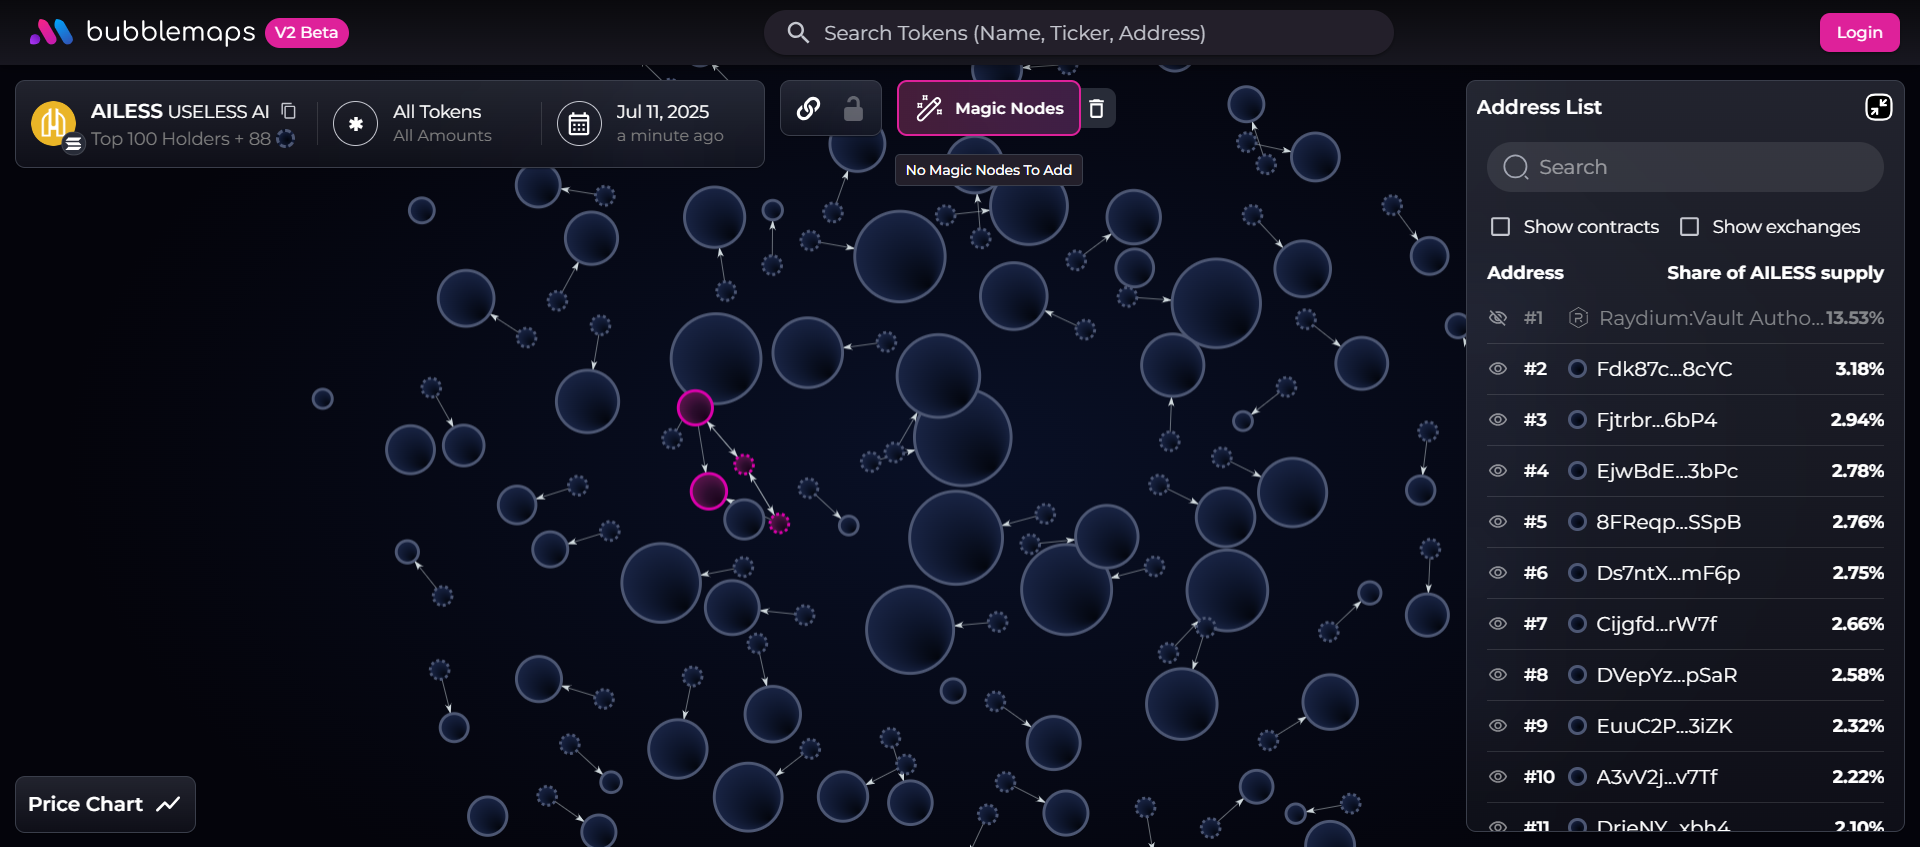 bubblemaps V2 Beta
Search Tokens (Name, Ticker, Address)
Login
AILESS USELESS AI
Top 100 Holders + 88
All Tokens
All Amounts
Jul 11, 2025
a minute ago
Magic Nodes
No Magic Nodes To Add
Address List
Search
Show contracts
Show exchanges
Address Share of AILESS supply
#1 Raydium:Vault Autho... 13.53%
#2 Fdk87c...8cYC 3.18%
#3 Fjtrbr...6bP4 2.94%
#4 EjwBdE...3bPc 2.78%
#5 8FReqp...SSpB 2.76%
#6 Ds7ntX...mF6p 2.75%
#7 Cijgfd...rW7f 2.66%
#8 DVepYz...pSaR 2.58%
#9 EuuC2P...3iZK 2.32%
#10 A3vV2j...v7Tf 2.22%
#11 2.10%
Price Chart